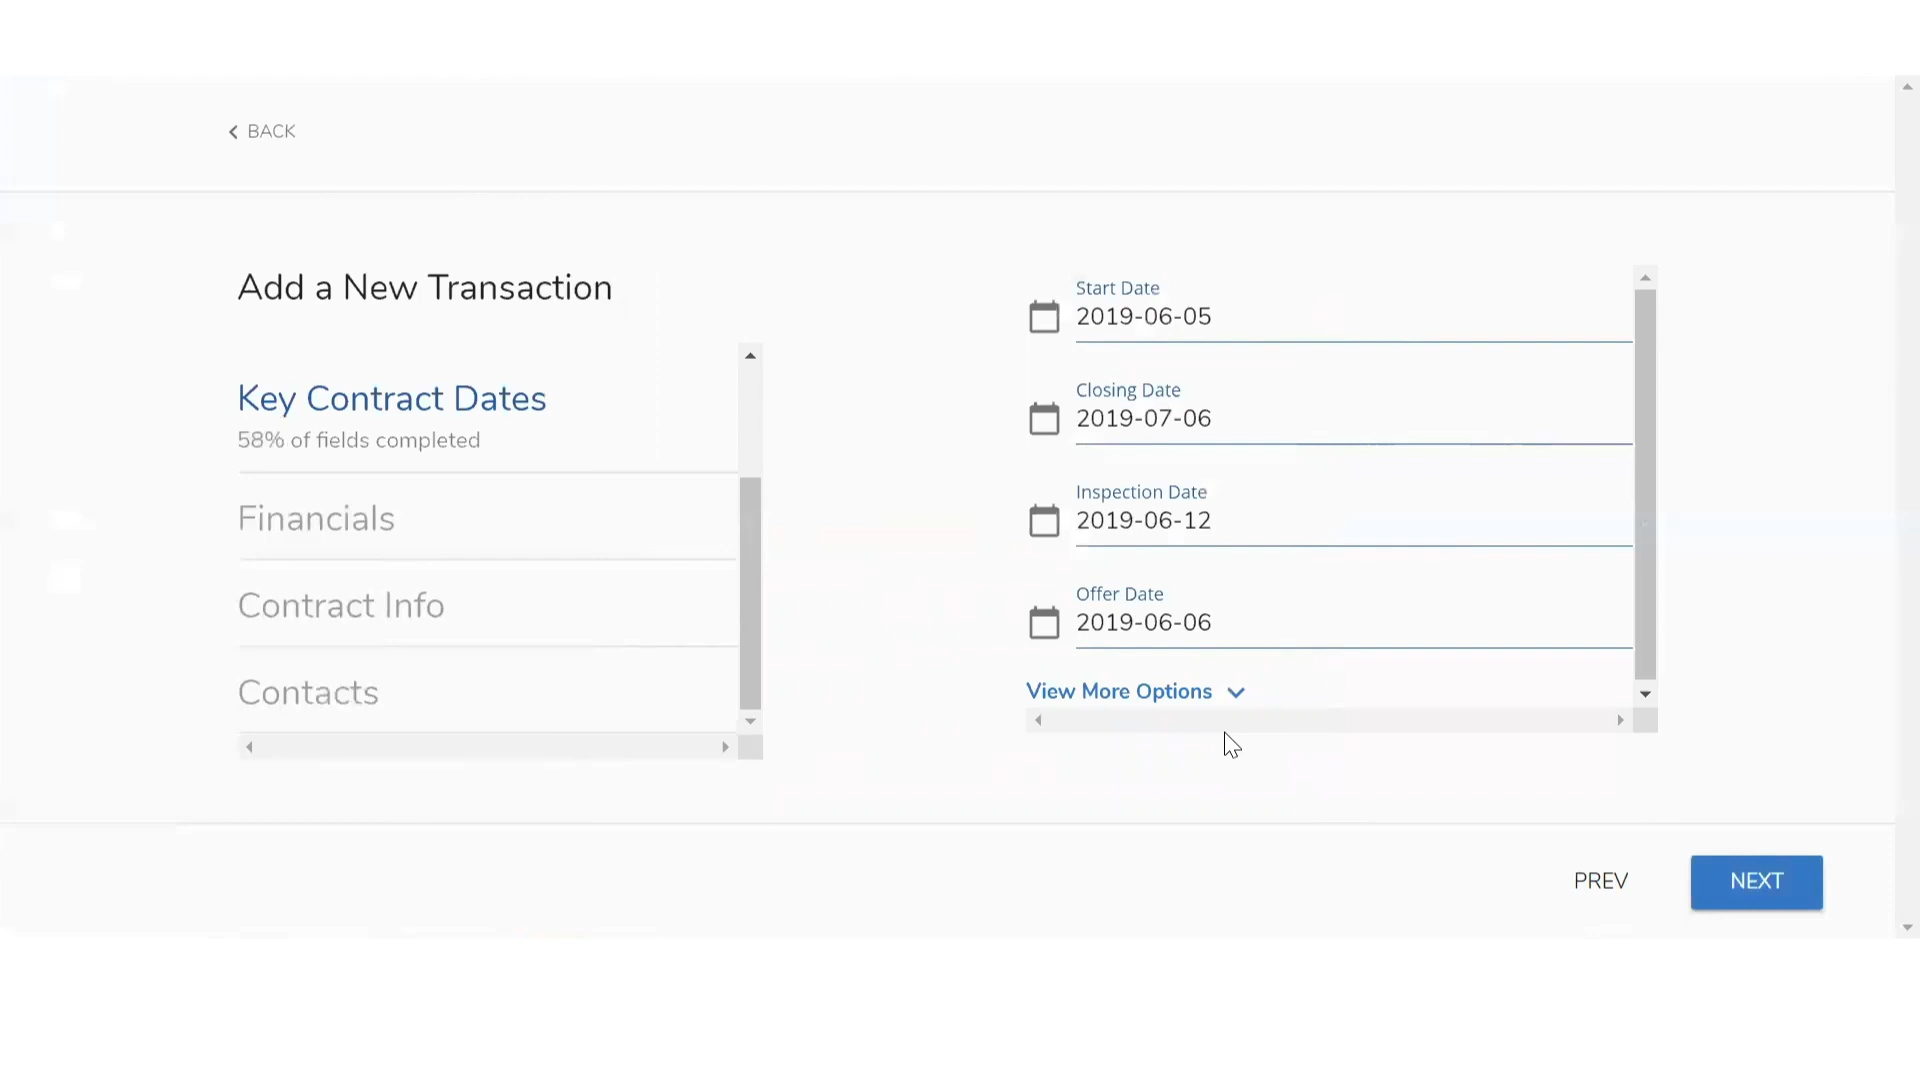 BACK
Add a New Transaction
Key Contract Dates
58% of fields completed
Financials
Contract Info
Contacts
Start Date
2019-06-05
Closing Date
2019-07-06
Inspection Date
2019-06-12
Offer Date
2019-06-06
View More Options
PREV
NEXT